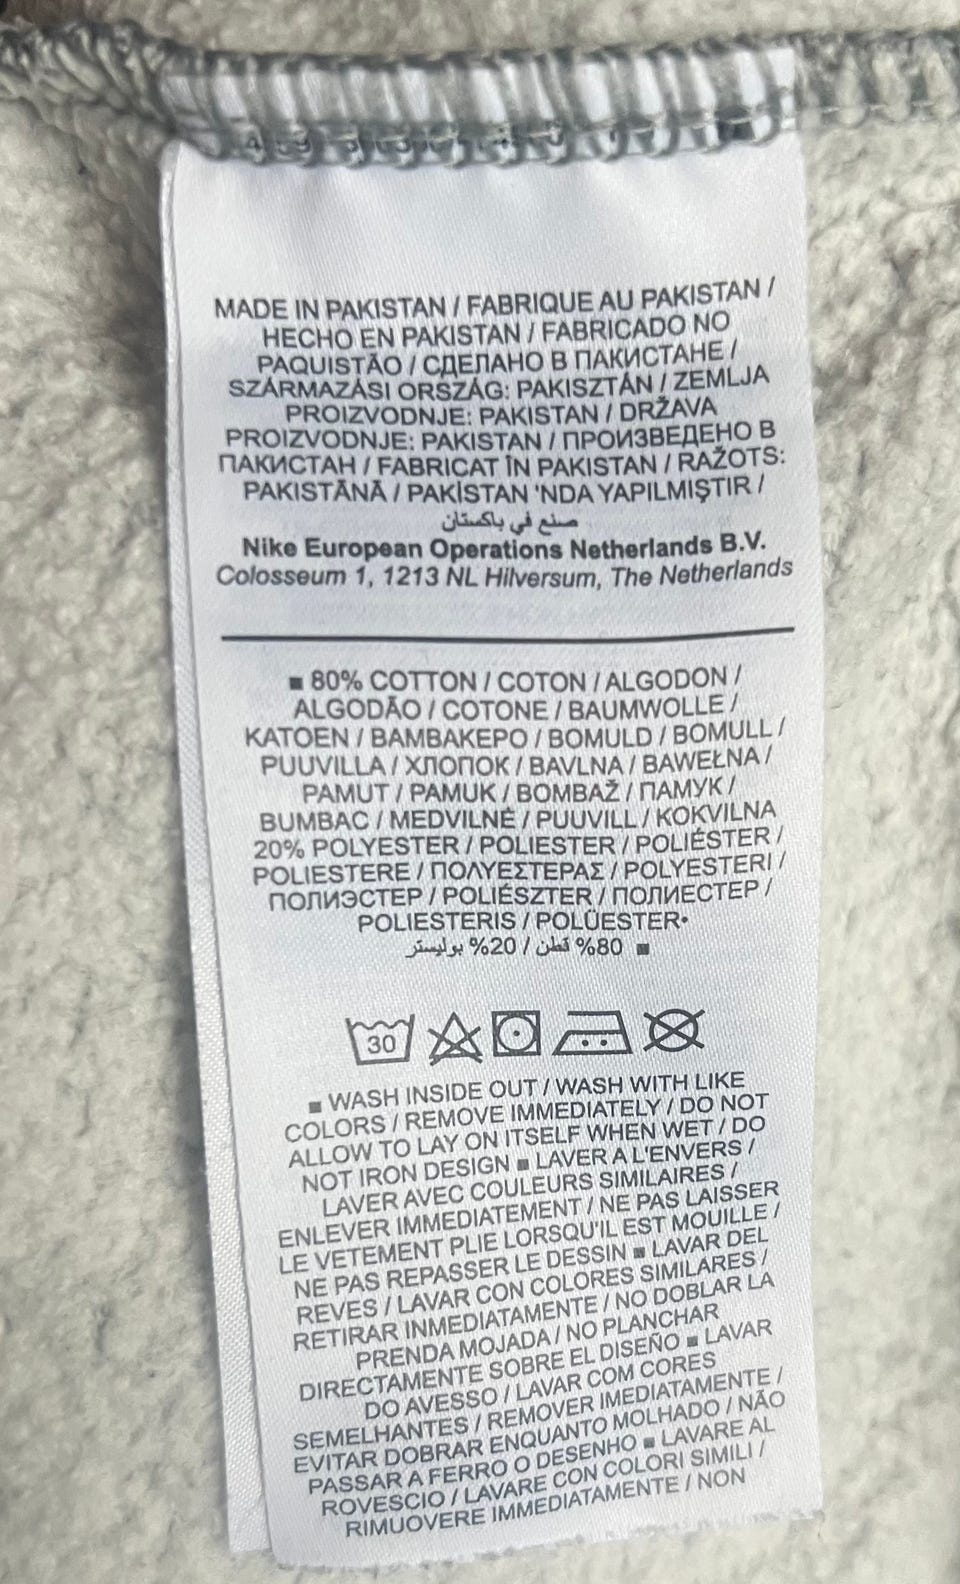 MADE IN PAKISTAN / FABRIQUE AU PAKISTAN /
HECHO EN PAKISTAN / FABRICADO NO
PAQUISTÃO / СДЕЛАНО В ПАКИСТАНЕ /
SZÁRMAZÁSI ORSZÁG: PAKISZTÁN / ZEMLJA
PROIZVODNJE: PAKISTAN / DRŽAVA
PROIZVODNJE: PAKISTAN / ПРОИЗВЕДЕНО В
ПАКИСТАН / FABRICAT ÎN PAKISTAN / RAŽOTS:
PAKISTĀNĀ / PAKİSTAN 'NDA YAPILMIŞTIR /
صنع في باكستان
Nike European Operations Netherlands B.V.
Colosseum 1, 1213 NL Hilversum, The Netherlands
■ 80% COTTON / COTON / ALGODON /
ALGODÃO / COTONE / BAUMWOLLE /
KATOEN / ΒΑΜΒΑΚΕΡΟ / BOMULD / BOMULL /
PUUVILLA / ХЛОПОК / BAVLNA / BAWEŁNA /
PAMUT / PAMUK / BOMBAŽ / ПАМУК /
BUMBAC / MEDVILNĖ / PUUVILL / KOKVILNA
20% POLYESTER / POLIESTER / POLIÉSTER /
POLIESTERE / ΠΟΛΥΕΣΤΕΡΑΣ / POLYESTERI /
ПОЛИЭСТЕР / POLIÉSZTER / ПОЛИЕСТЕР /
POLIESTERIS / POLÜESTER•
■ 80% قطن / 20% بوليستر
30
■ WASH INSIDE OUT / WASH WITH LIKE
COLORS / REMOVE IMMEDIATELY / DO NOT
ALLOW TO LAY ON ITSELF WHEN WET / DO
NOT IRON DESIGN ■ LAVER A L'ENVERS /
LAVER AVEC COULEURS SIMILAIRES /
ENLEVER IMMEDIATEMENT / NE PAS LAISSER
LE VETEMENT PLIE LORSQU'IL EST MOUILLE /
NE PAS REPASSER LE DESSIN ■ LAVAR DEL
REVES / LAVAR CON COLORES SIMILARES /
RETIRAR INMEDIATAMENTE / NO DOBLAR LA
PRENDA MOJADA / NO PLANCHAR
DIRECTAMENTE SOBRE EL DISEÑO ■ LAVAR
DO AVESSO / LAVAR COM CORES
SEMELHANTES / REMOVER IMEDIATAMENTE /
EVITAR DOBRAR ENQUANTO MOLHADO / NÃO
PASSAR A FERRO O DESENHO ■ LAVARE AL
ROVESCIO / LAVARE CON COLORI SIMILI /
RIMUOVERE IMMEDIATAMENTE / NON